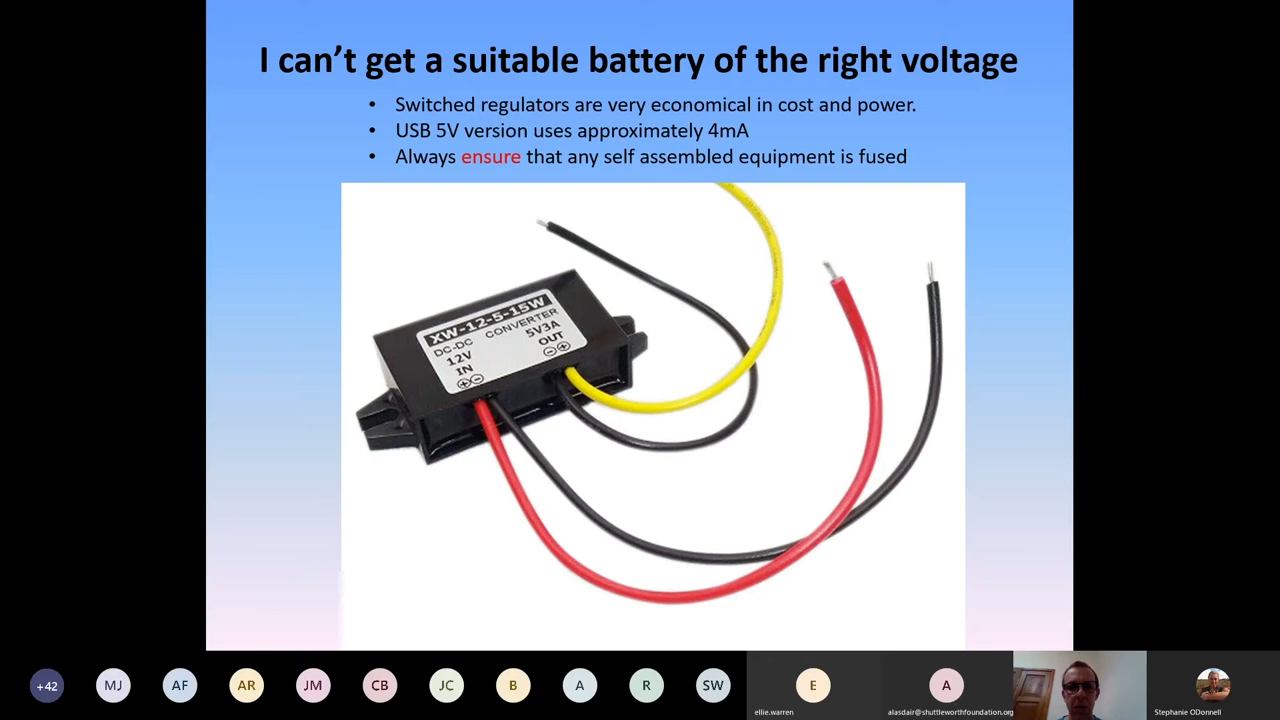 I can't get a suitable battery of the right voltage
• Switched regulators are very economical in cost and power.
• USB 5V version uses approximately 4mA
• Always ensure that any self assembled equipment is fused
XW-12-5-15W
DC-DC CONVERTER
12V 5V3A
IN OUT
⊕⊖ ⊖⊕
+42
MJ
AF
AR
JM
CB
JC
B
A
R
SW
E
ellie.warren
A
alasdair@shuttleworthfoundation.org
Stephanie ODonnell